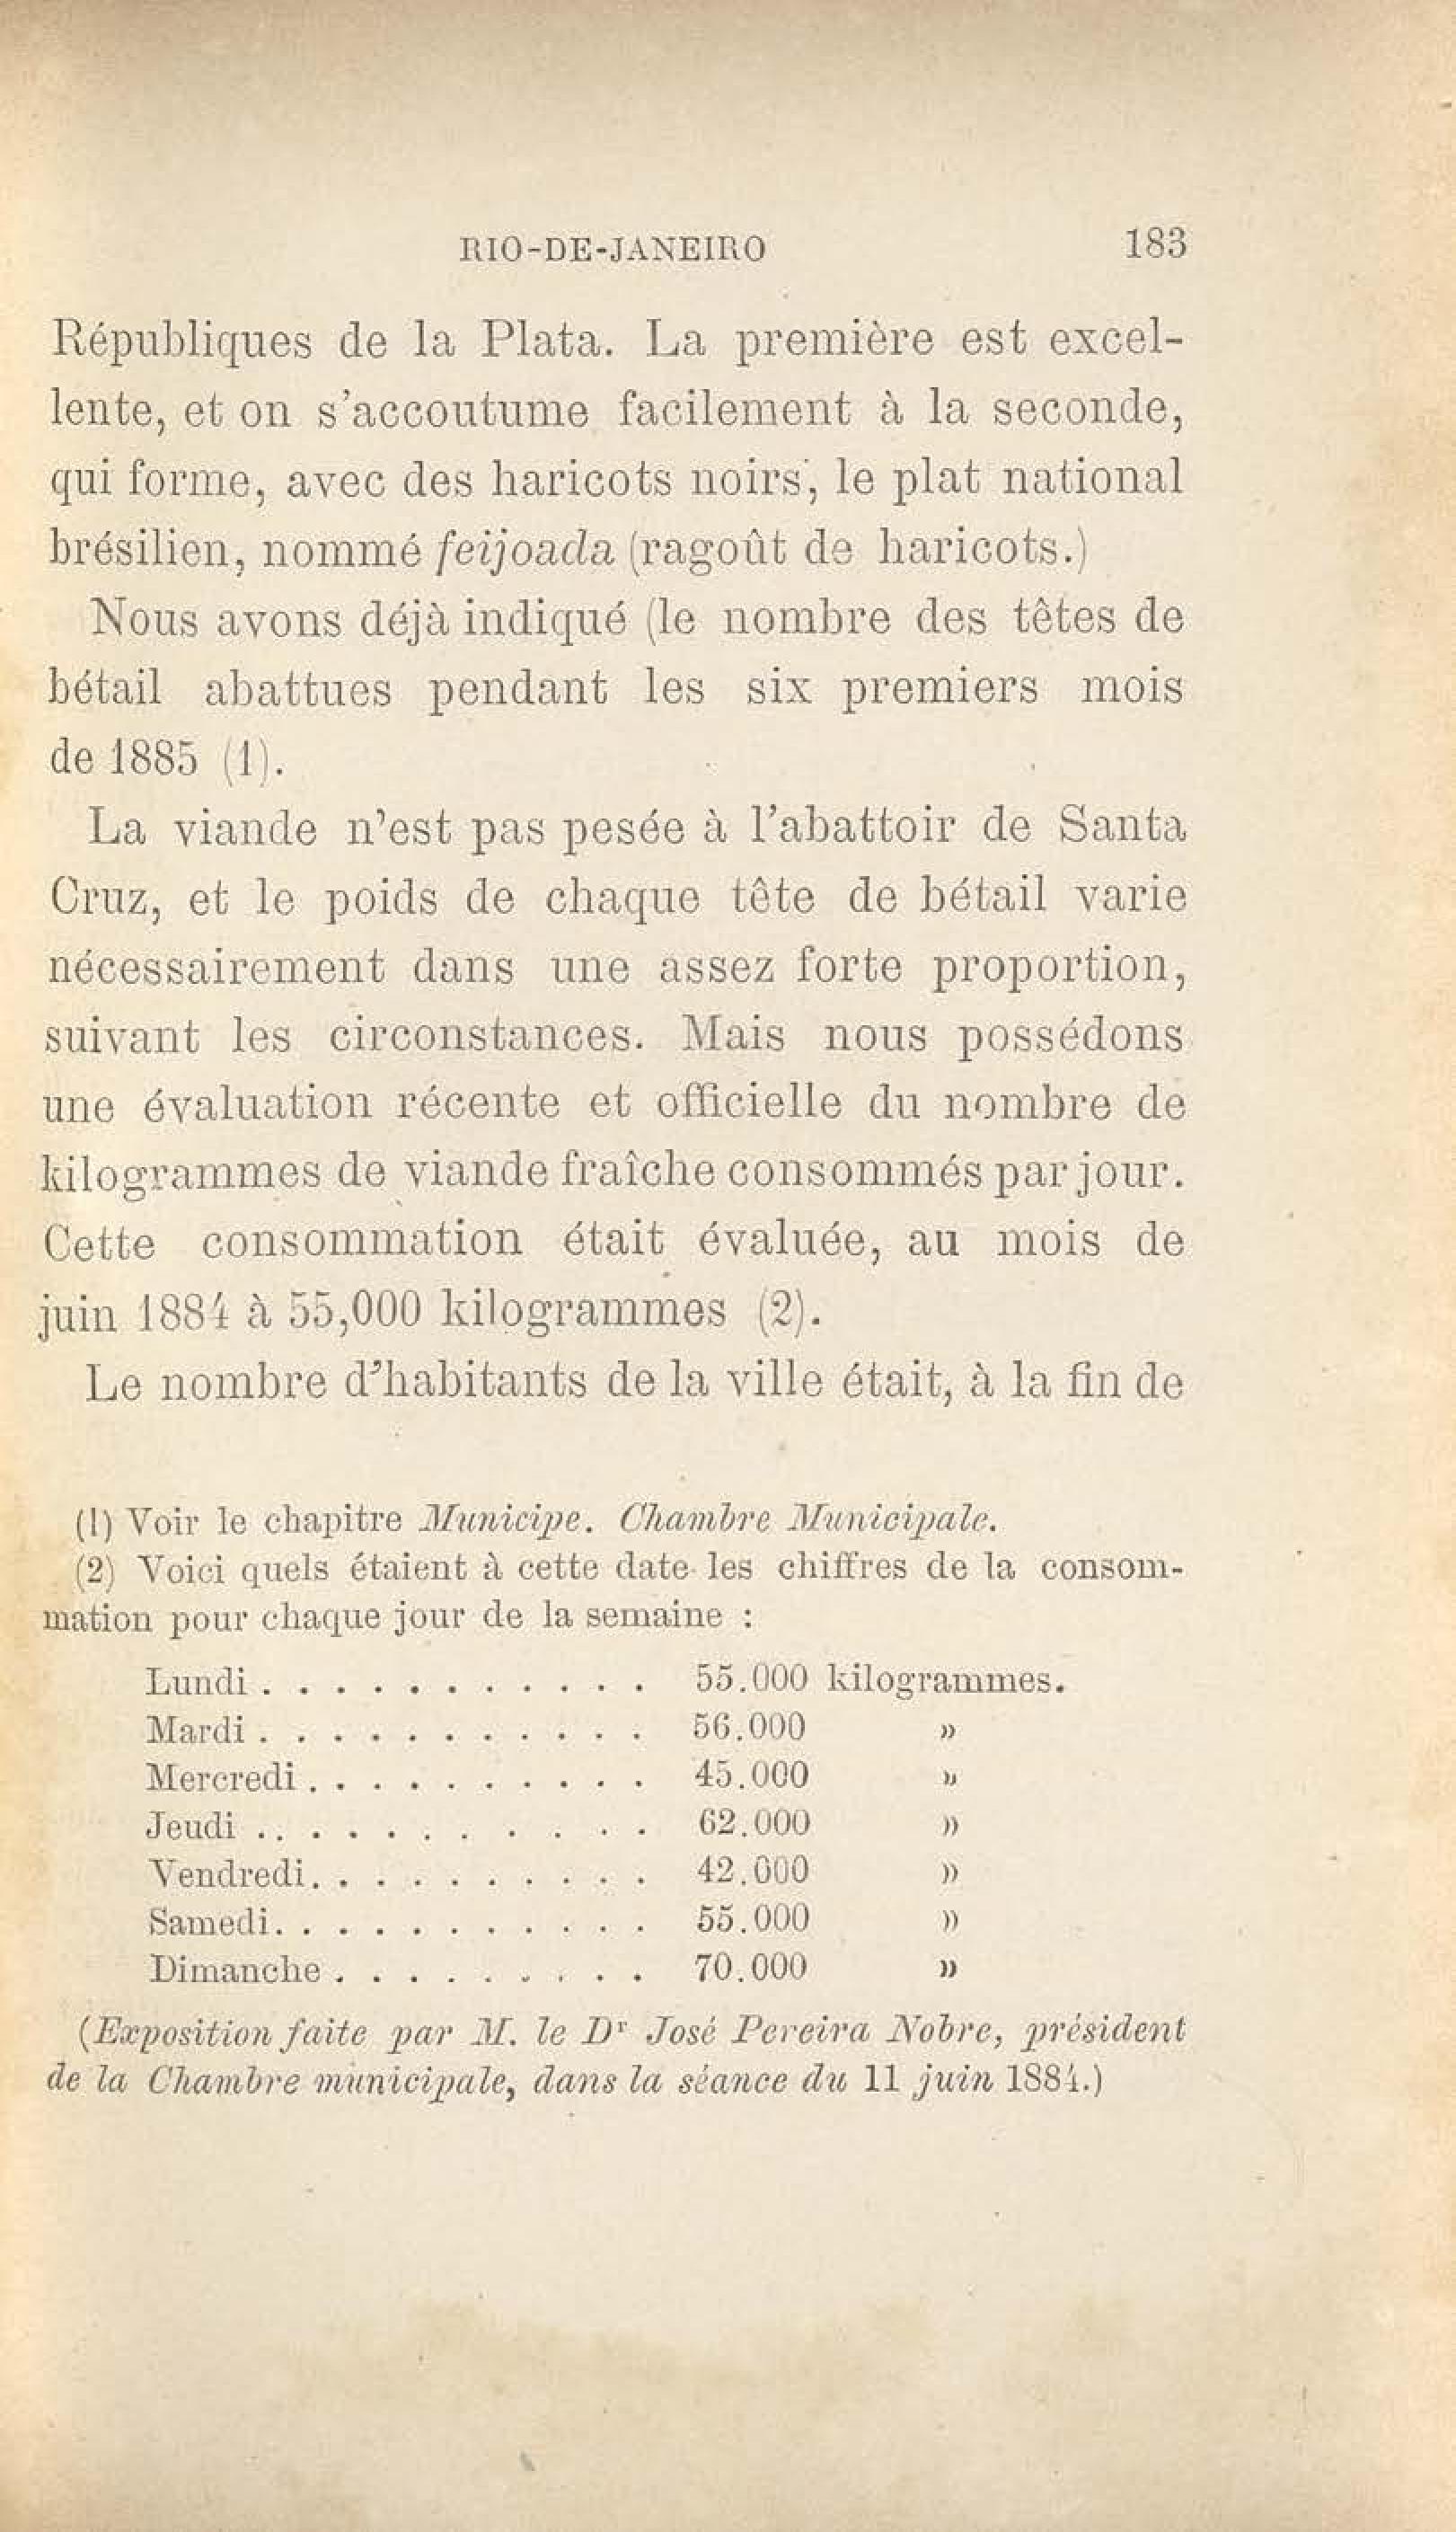 RIO-DE-JANEIRO 183
Républiques de la Plata. La première est excel-
lente, et on s'accoutume facilement à la seconde,
qui forme, avec des haricots noirs, le plat national
brésilien, nommé feijoada (ragoût de haricots.)
Nous avons déjà indiqué (le nombre des têtes de
bétail abattues pendant les six premiers mois
de 1885 (1).
La viande n'est pas pesée à l'abattoir de Santa
Cruz, et le poids de chaque tête de bétail varie
nécessairement dans une assez forte proportion,
suivant les circonstances. Mais nous possédons
une évaluation récente et officielle du nombre de
kilogrammes de viande fraîche consommés par jour.
Cette consommation était évaluée, au mois de
juin 1884 à 55,000 kilogrammes (2).
Le nombre d'habitants de la ville était, à la fin de
(1) Voir le chapitre Municipe. Chambre Municipale.
(2) Voici quels étaient à cette date les chiffres de la consom-
mation pour chaque jour de la semaine :
Lundi . . . . . . . . . . . 55.000 kilogrammes.
Mardi . . . . . . . . . . . 56.000 »
Mercredi . . . . . . . . . . 45.000 »
Jeudi . . . . . . . . . . . 62.000 »
Vendredi. . . . . . . . . . 42.000 »
Samedi. . . . . . . . . . . 55.000 »
Dimanche . . . . . . . . . 70.000 »
(Exposition faite par M. le Dr José Pereira Nobre, président
de la Chambre municipale, dans la séance du 11 juin 1884.)